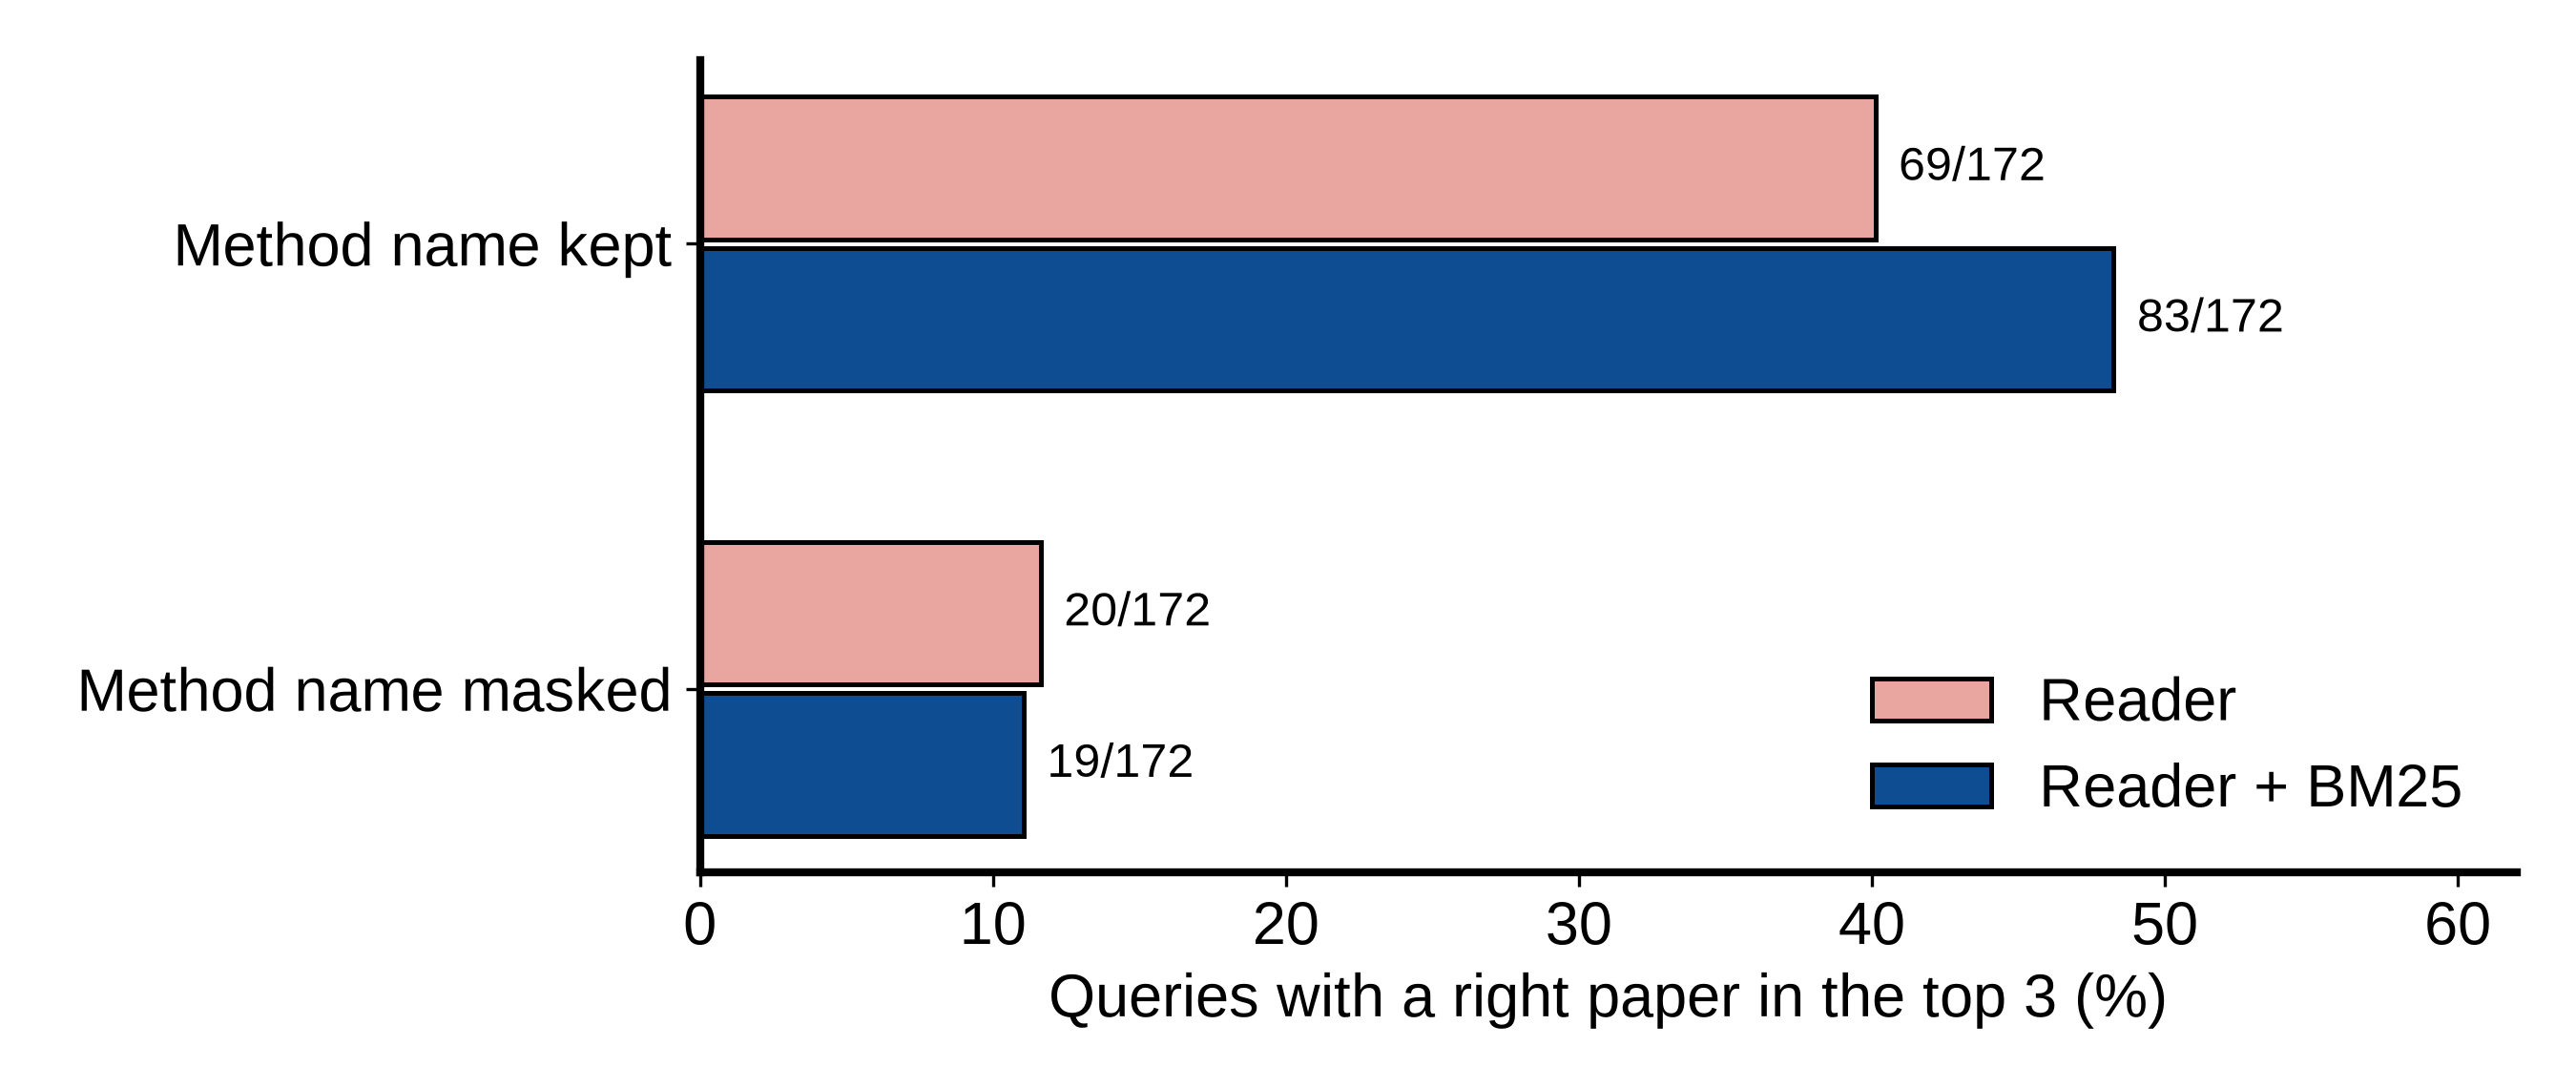 69/172
Method name kept
83/172
20/172
Method name masked
19/172
Reader
Reader + BM25
0 10 20 30 40 50 60
Queries with a right paper in the top 3 (%)